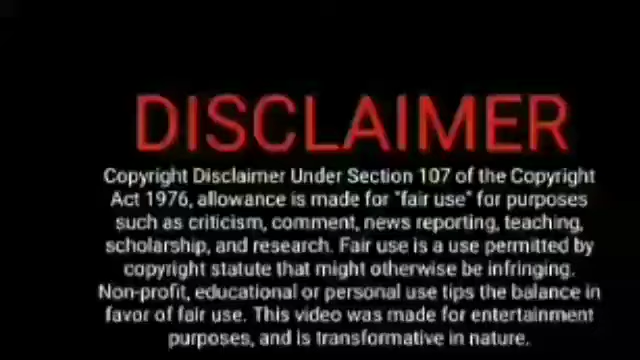 DISCLAIMER
Copyright Disclaimer Under Section 107 of the Copyright
Act 1976, allowance is made for "fair use" for purposes
such as criticism, comment, news reporting, teaching,
scholarship, and research. Fair use is a use permitted by
copyright statute that might otherwise be infringing.
Non-profit, educational or personal use tips the balance in
favor of fair use. This video was made for entertainment
purposes, and is transformative in nature.